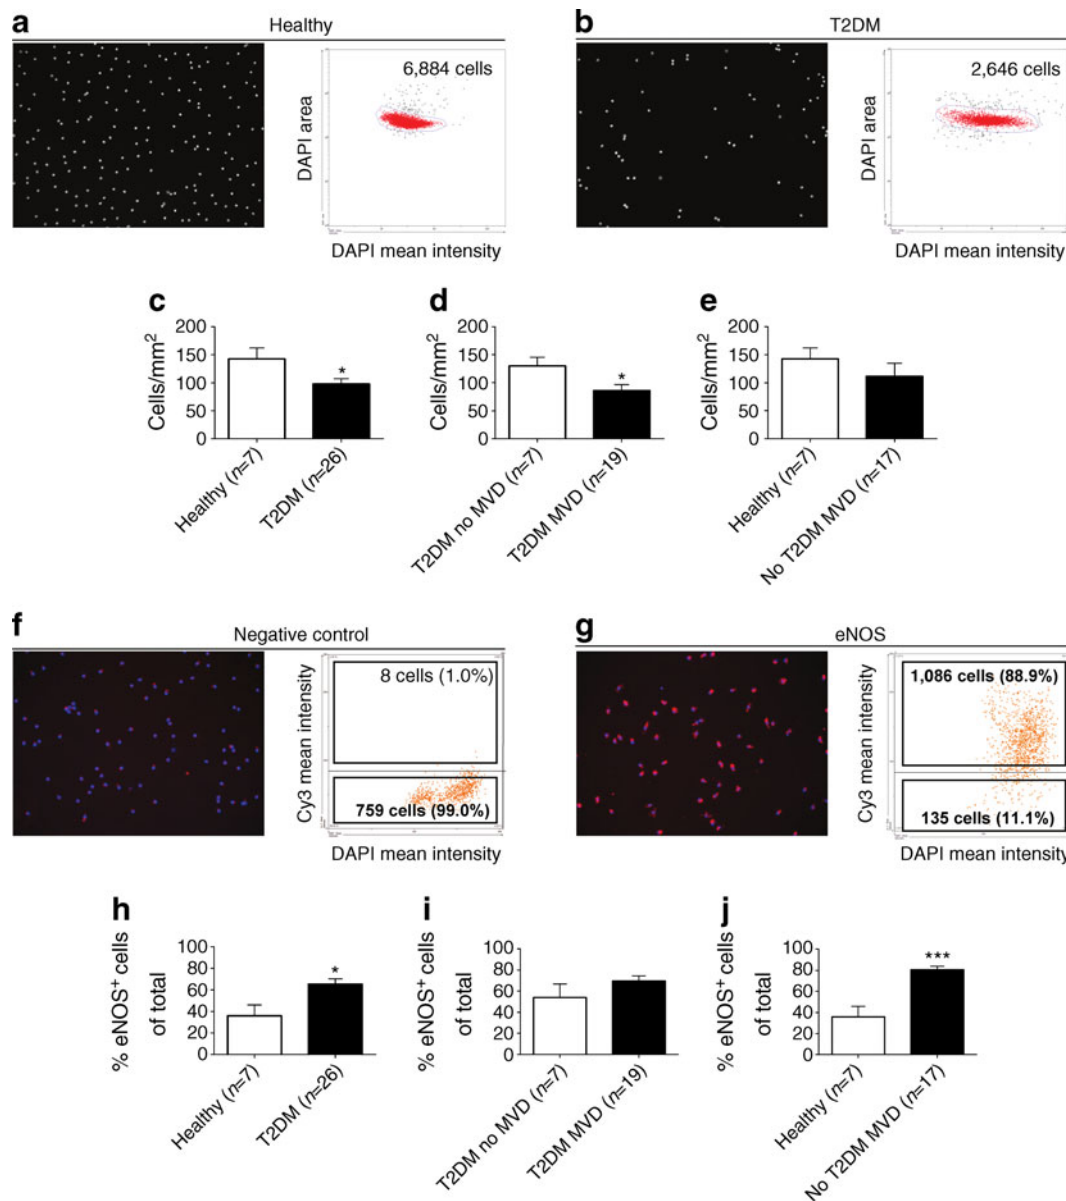 a
Healthy
6,884 cells
DAPI area
DAPI mean intensity
b
T2DM
2,646 cells
DAPI area
DAPI mean intensity
c
200
150
100
50
0
Cells/mm²
*
Healthy (n=7)
T2DM (n=26)
d
200
150
100
50
0
Cells/mm²
*
T2DM no MVD (n=7)
T2DM MVD (n=19)
e
200
150
100
50
0
Cells/mm²
Healthy (n=7)
No T2DM MVD (n=17)
f
Negative control
8 cells (1.0%)
759 cells (99.0%)
Cy3 mean intensity
DAPI mean intensity
g
eNOS
1,086 cells (88.9%)
135 cells (11.1%)
Cy3 mean intensity
DAPI mean intensity
h
100
80
60
40
20
0
% eNOS⁺ cells
of total
*
Healthy (n=7)
T2DM (n=26)
i
100
80
60
40
20
0
% eNOS⁺ cells
of total
T2DM no MVD (n=7)
T2DM MVD (n=19)
j
100
80
60
40
20
0
% eNOS⁺ cells
of total
***
Healthy (n=7)
No T2DM MVD (n=17)